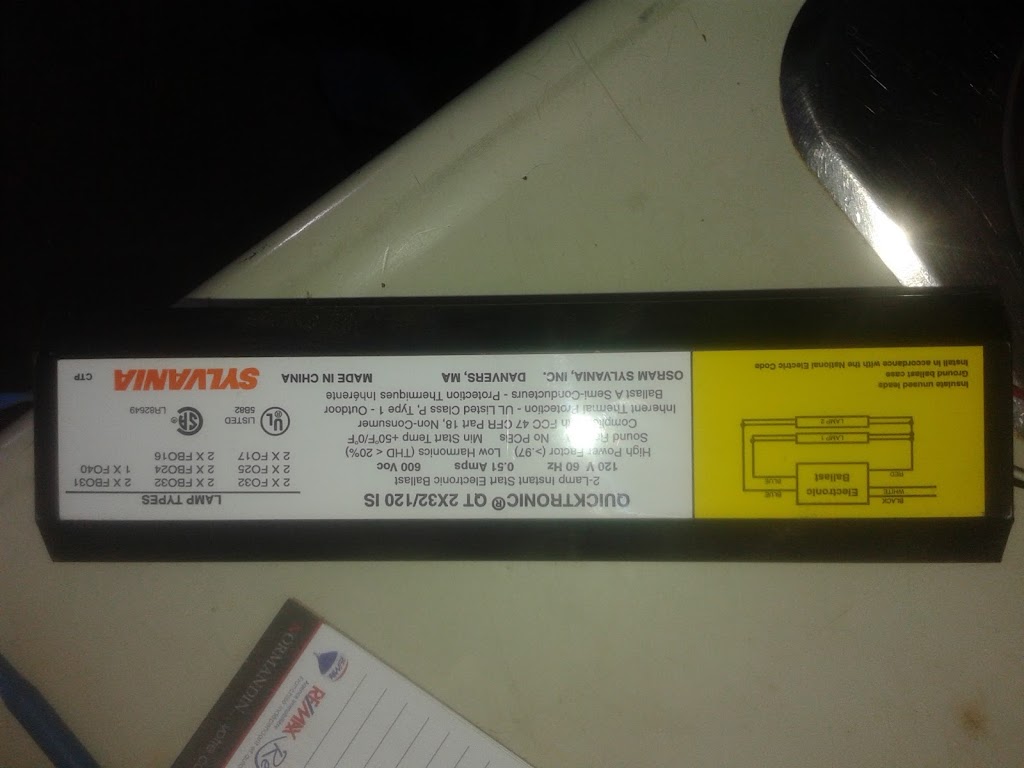 QUICKTRONIC® QT 2X32/120 IS
2-Lamp Instant Start Electronic Ballast
120 V 60 Hz 0.51 Amps 600 Voc
High Power Factor (>.97) Low Harmonics (THD < 20%)
Sound No PCBs Min Start Temp +50°F/0°F
FCC 47 CFR Part 18, Non-Consumer
Inherent Thermal Protection - UL Listed Class P, Type 1 - Outdoor
Ballast A Semi-Conducteurs - Protection Thermiques Inhérente
OSRAM SYLVANIA, INC. DANVERS, MA MADE IN CHINA
LAMP TYPES
2 X FO32 2 X FBO32 2 X FBO31
2 X FO25 2 X FBO24 1 X FO40
2 X FO17 2 X FBO16
UL
LISTED
5B82
LR82649
SYLVANIA
CTP
BLACK
WHITE
RED
Electronic
Ballast
BLUE
BLUE
LAMP 1
LAMP 2
Insulate unused leads
Ground ballast case
Install in accordance with the National Electric Code
NORMANDIN
RE/MAX